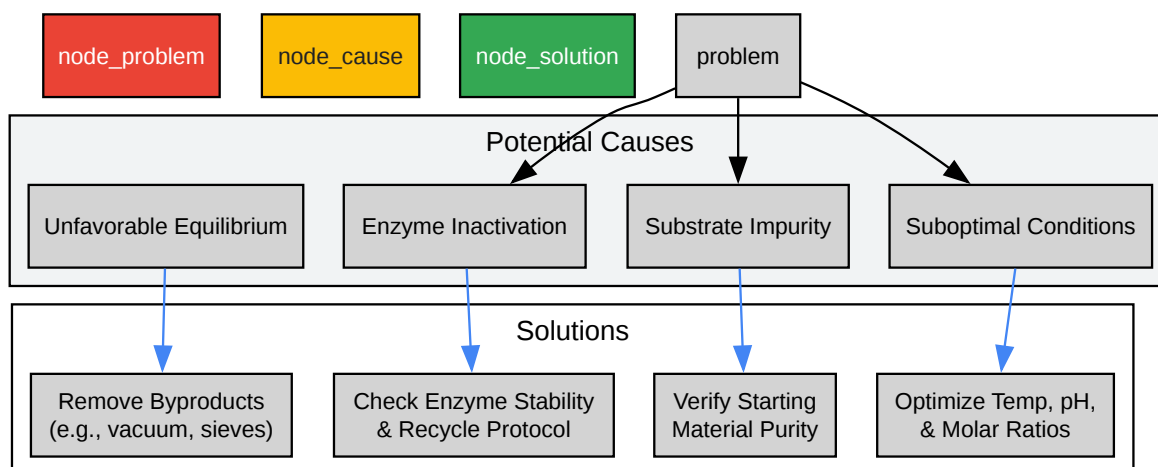 node_problem
node_cause
node_solution
problem
Potential Causes
Unfavorable Equilibrium
Enzyme Inactivation
Substrate Impurity
Suboptimal Conditions
Solutions
Remove Byproducts
(e.g., vacuum, sieves)
Check Enzyme Stability
& Recycle Protocol
Verify Starting
Material Purity
Optimize Temp, pH,
& Molar Ratios